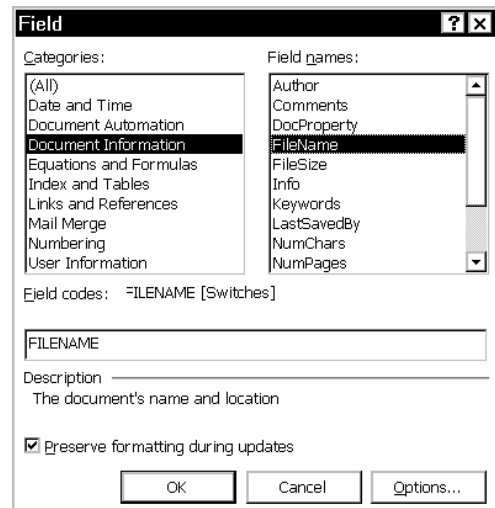 Field
Categories:
(All)
Date and Time
Document Automation
Document Information
Equations and Formulas
Index and Tables
Links and References
Mail Merge
Numbering
User Information
Field names:
Author
Comments
DocProperty
FileName
FileSize
Info
Keywords
LastSavedBy
NumChars
NumPages
Field codes: FILENAME [Switches]
FILENAME
Description
The document's name and location
Preserve formatting during updates
OK Cancel Options...